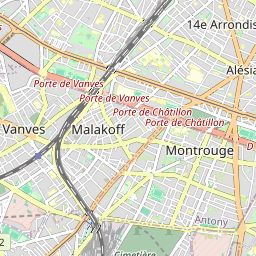 14e Arrondis
Alésia
Porte de Vanves
Porte de Vanves
Porte de Châtillon
Porte de Châtillon
Vanves
Malakoff
Montrouge
D
Antony
2
Cimetière